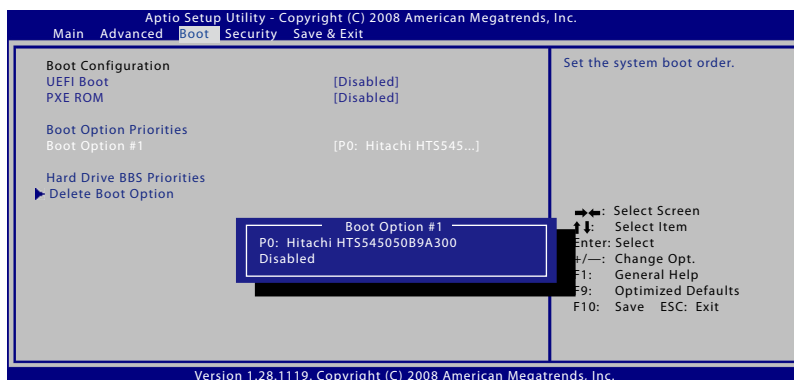 Aptio Setup Utility - Copyright (C) 2008 American Megatrends, Inc.
Main Advanced Boot Security Save & Exit
Boot Configuration
UEFI Boot [Disabled]
PXE ROM [Disabled]
Boot Option Priorities
Boot Option #1 [P0: Hitachi HTS545...]
Hard Drive BBS Priorities
Delete Boot Option
Boot Option #1
P0: Hitachi HTS545050B9A300
Disabled
Set the system boot order.
→←: Select Screen
↑↓: Select Item
Enter: Select
+/—: Change Opt.
F1: General Help
F9: Optimized Defaults
F10: Save ESC: Exit
Version 1.28.1119. Copyright (C) 2008 American Megatrends, Inc.